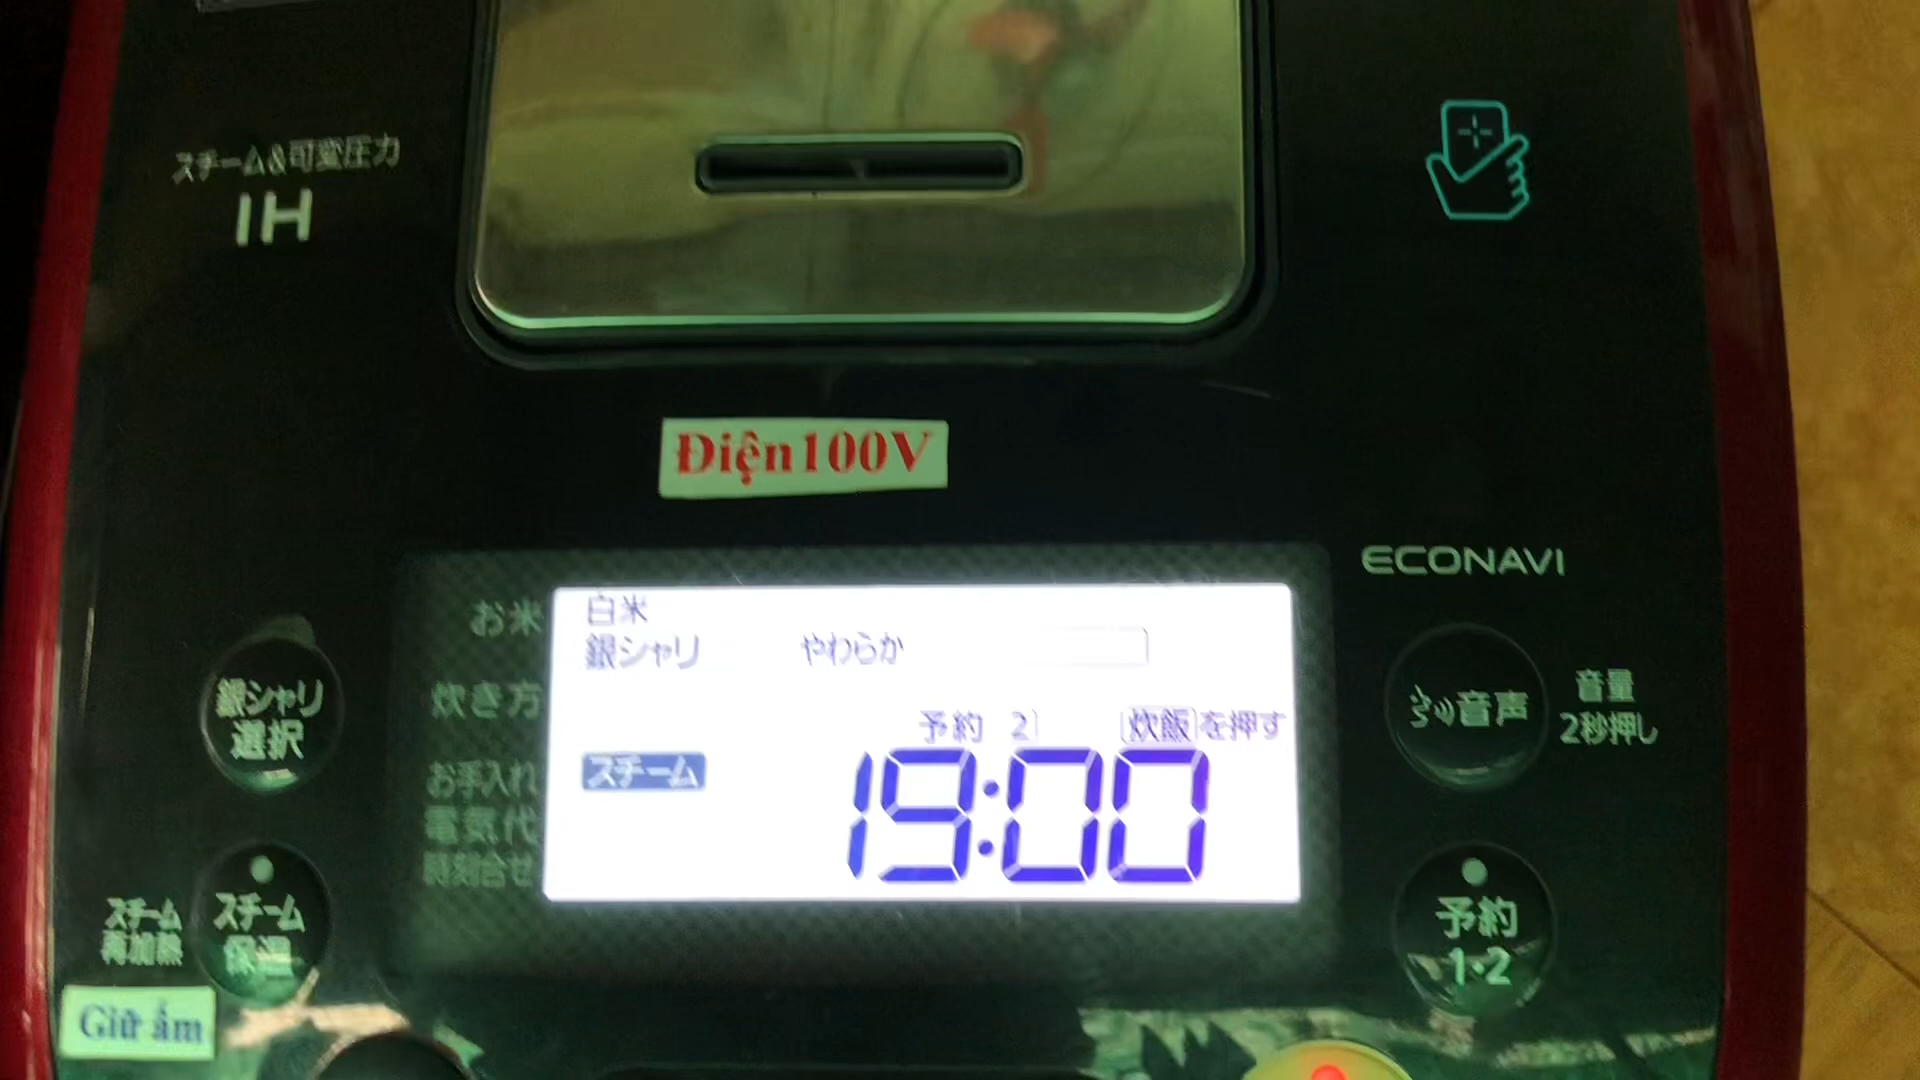 スチーム&可変圧力
IH
Điện100V
ECONAVI
お米
白米
銀シャリ やわらか
炊き方
銀シャリ
選択
音声
音量
2秒押し
予約 2 炊飯を押す
お手入れ
スチーム
19:00
電気代
時刻合せ
スチーム
再加熱
スチーム
保温
予約
1・2
Giữ ấm